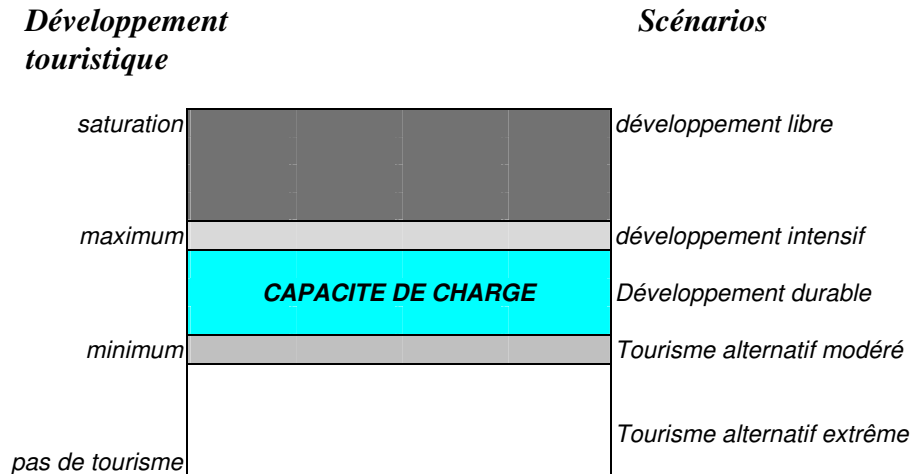 Développement touristique
Scénarios
saturation
développement libre
maximum
développement intensif
CAPACITE DE CHARGE
Développement durable
minimum
Tourisme alternatif modéré
Tourisme alternatif extrême
pas de tourisme